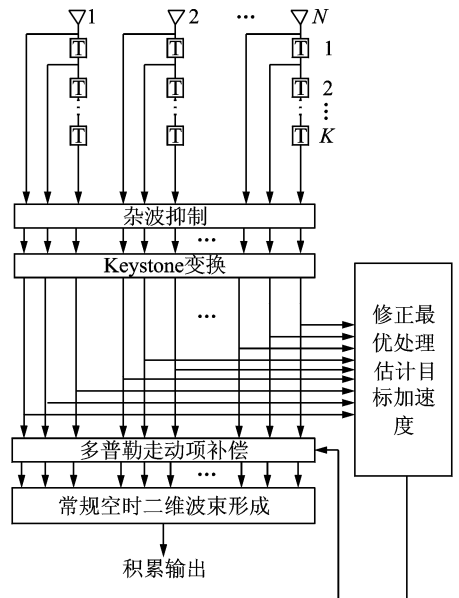 1 2 ··· N
T T T 1
T T T 2
⋮
T T T K
杂波抑制
···
Keystone变换
···
修正最
优处理
估计目
标加速
度
多普勒走动项补偿
···
常规空时二维波束形成
积累输出